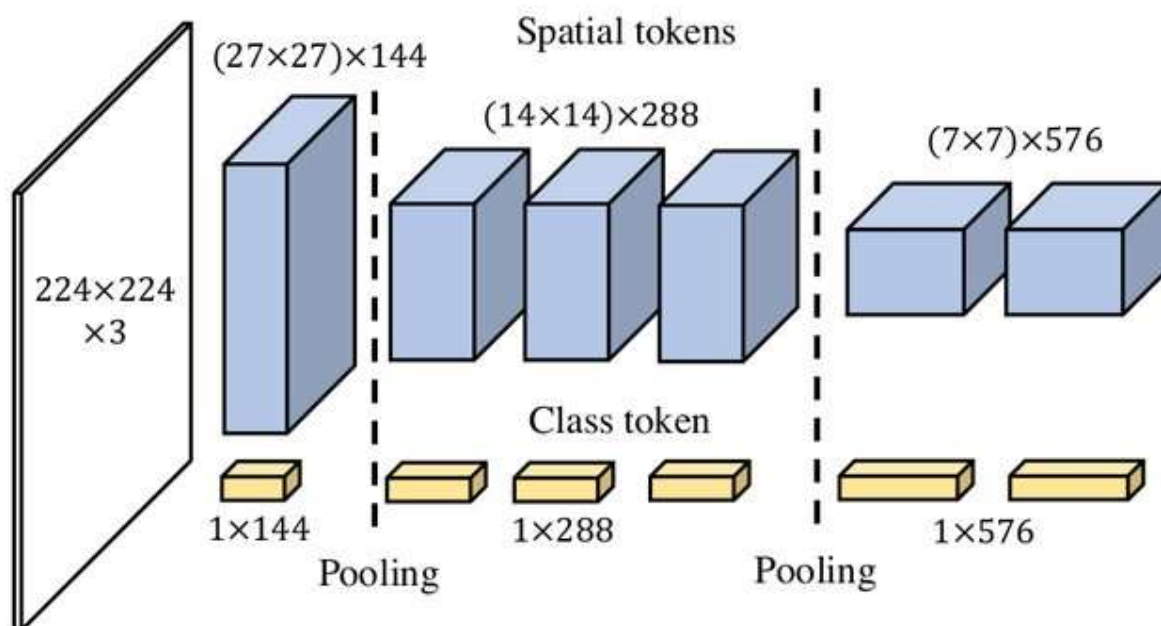 Spatial tokens
(27×27)×144
(14×14)×288
(7×7)×576
224×224
×3
Class token
1×144
1×288
1×576
Pooling
Pooling